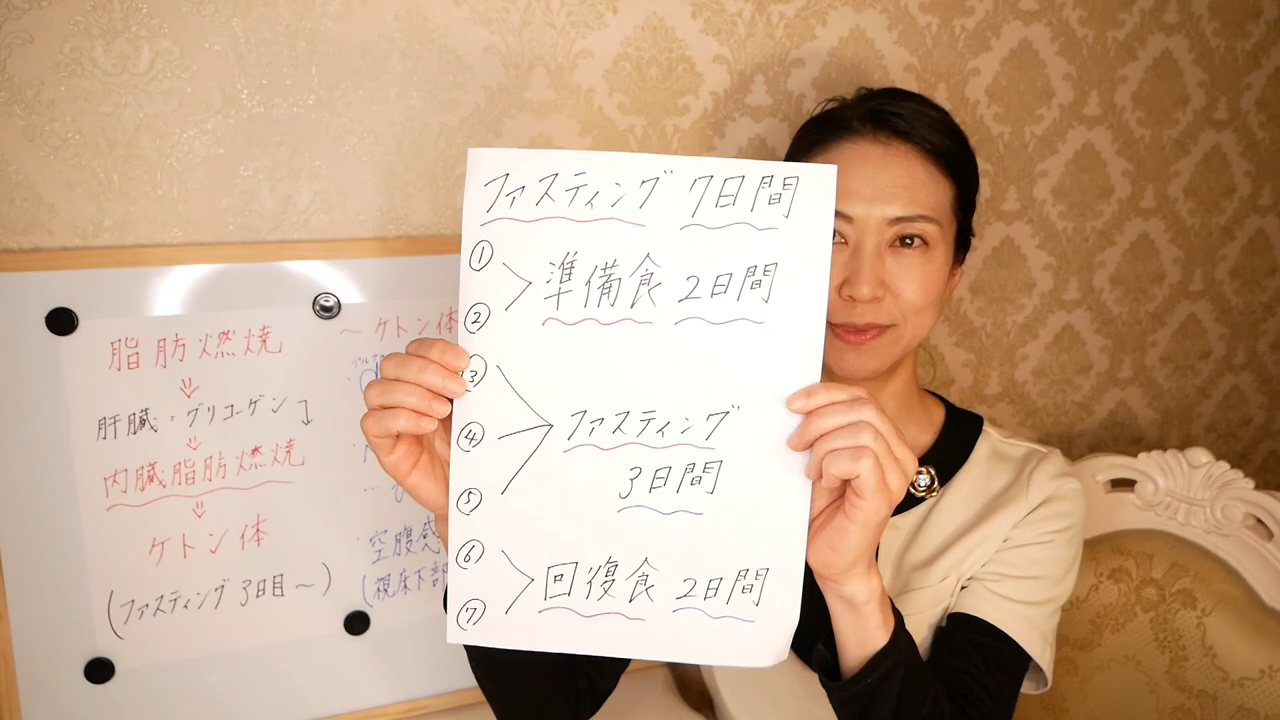 ファスティング 7日間
①
② 準備食 2日間
③
④ ファスティング
3日間
⑤
⑥
⑦ 回復食 2日間
脂肪燃焼
肝臓=グリコーゲン
内臓脂肪燃焼
ケトン体
(ファスティング3日目〜)
〜ケトン体
空腹感
(視床下部